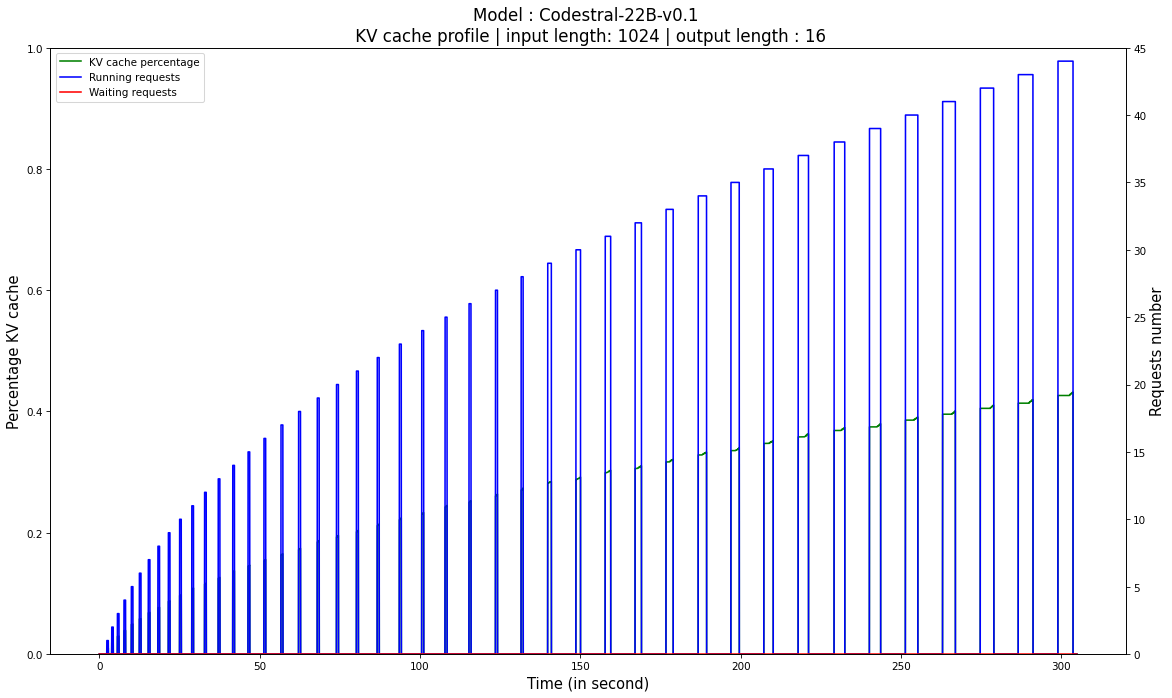 Model : Codestral-22B-v0.1
KV cache profile | input length: 1024 | output length : 16
KV cache percentage
Running requests
Waiting requests
Percentage KV cache
1.0
0.8
0.6
0.4
0.2
0.0
45
40
35
30
25
20
15
10
5
0
Requests number
0 50 100 150 200 250 300
Time (in second)